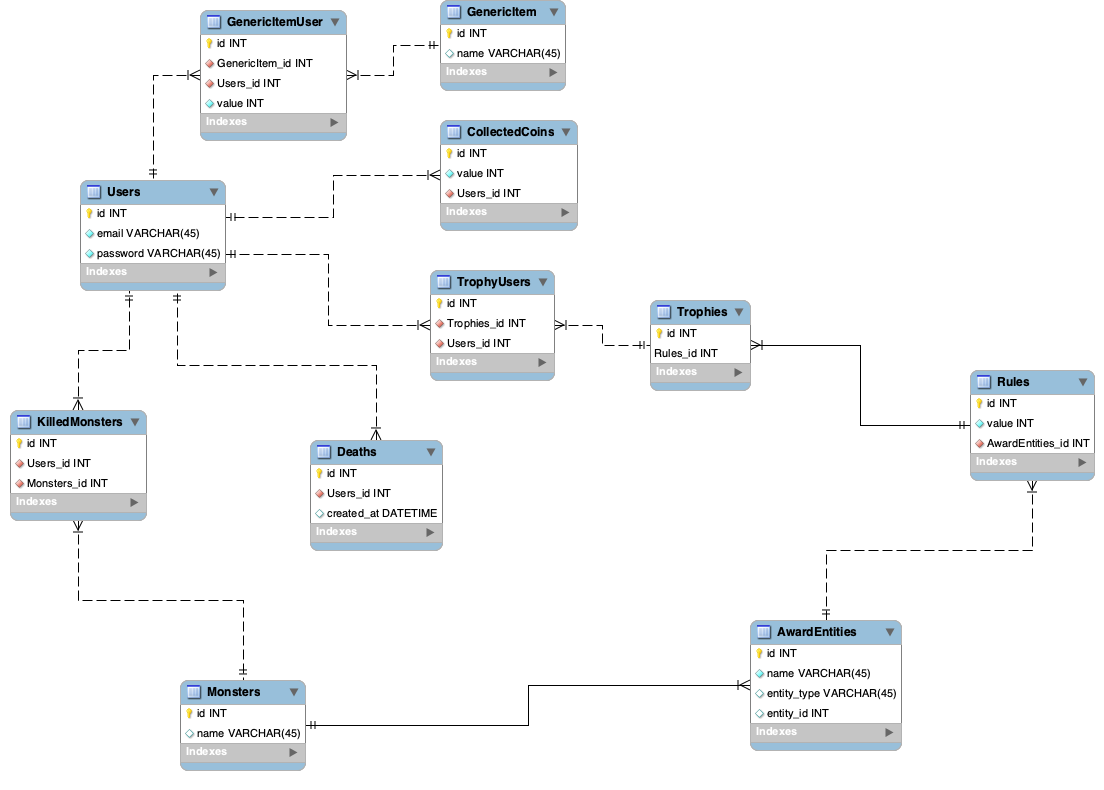 GenericItemUser
id INT
GenericItem_id INT
Users_id INT
value INT
Indexes
GenericItem
id INT
name VARCHAR(45)
Indexes
CollectedCoins
id INT
value INT
Users_id INT
Indexes
Users
id INT
email VARCHAR(45)
password VARCHAR(45)
Indexes
TrophyUsers
id INT
Trophies_id INT
Users_id INT
Indexes
Trophies
id INT
Rules_id INT
Indexes
Rules
id INT
value INT
AwardEntities_id INT
Indexes
KilledMonsters
id INT
Users_id INT
Monsters_id INT
Indexes
Deaths
id INT
Users_id INT
created_at DATETIME
Indexes
AwardEntities
id INT
name VARCHAR(45)
entity_type VARCHAR(45)
entity_id INT
Indexes
Monsters
id INT
name VARCHAR(45)
Indexes